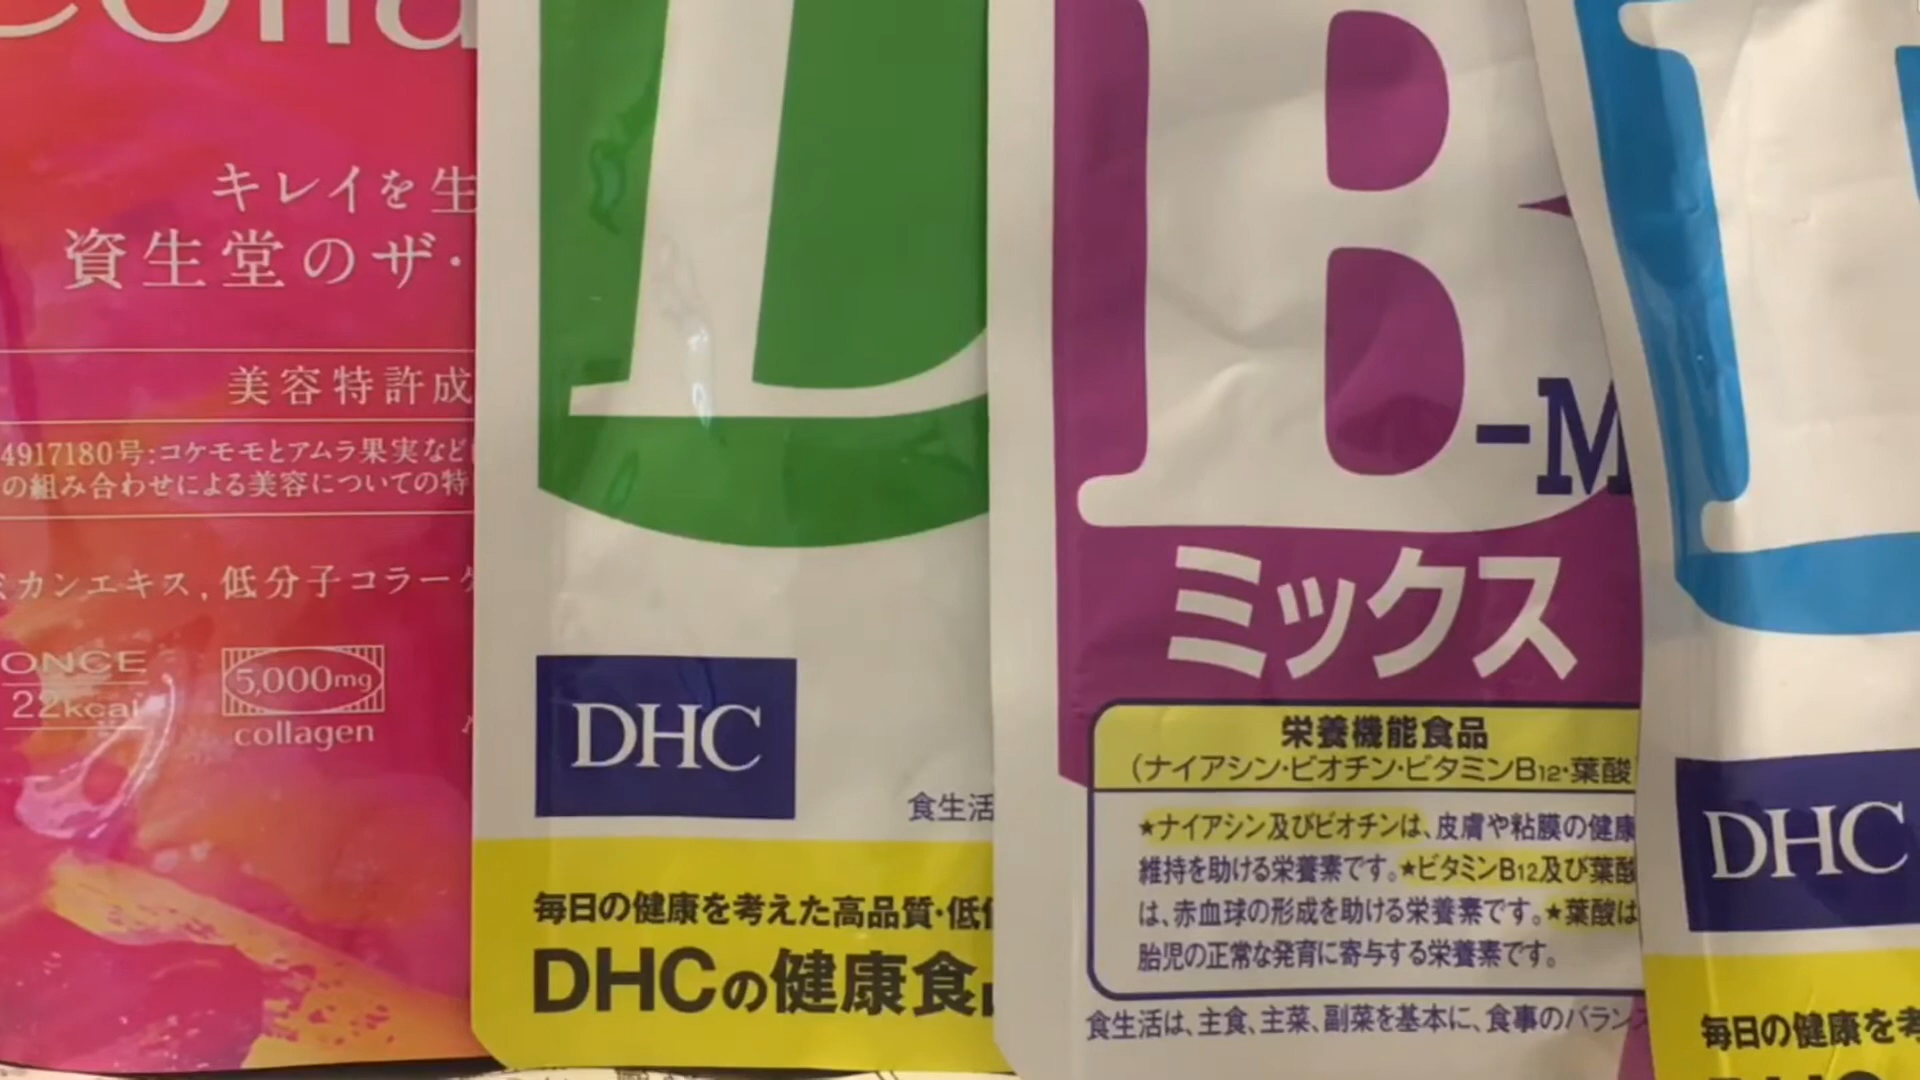 キレイを生
資生堂のザ・
美容特許成
4917180号:コケモモとアムラ果実など
の組み合わせによる美容についての特
カンエキス,低分子コラー
ONCE
22kcal
5,000mg
collagen
DHC
食生活
毎日の健康を考えた高品質・低
DHCの健康食
B
-M
ミックス
栄養機能食品
(ナイアシン・ビオチン・ビタミンB12・葉酸
★ナイアシン及びビオチンは、皮膚や粘膜の健康
維持を助ける栄養素です。★ビタミンB12及び葉酸
は、赤血球の形成を助ける栄養素です。★葉酸は
胎児の正常な発育に寄与する栄養素です。
食生活は、主食、主菜、副菜を基本に、食事のバラン
DHC
毎日の健康を考